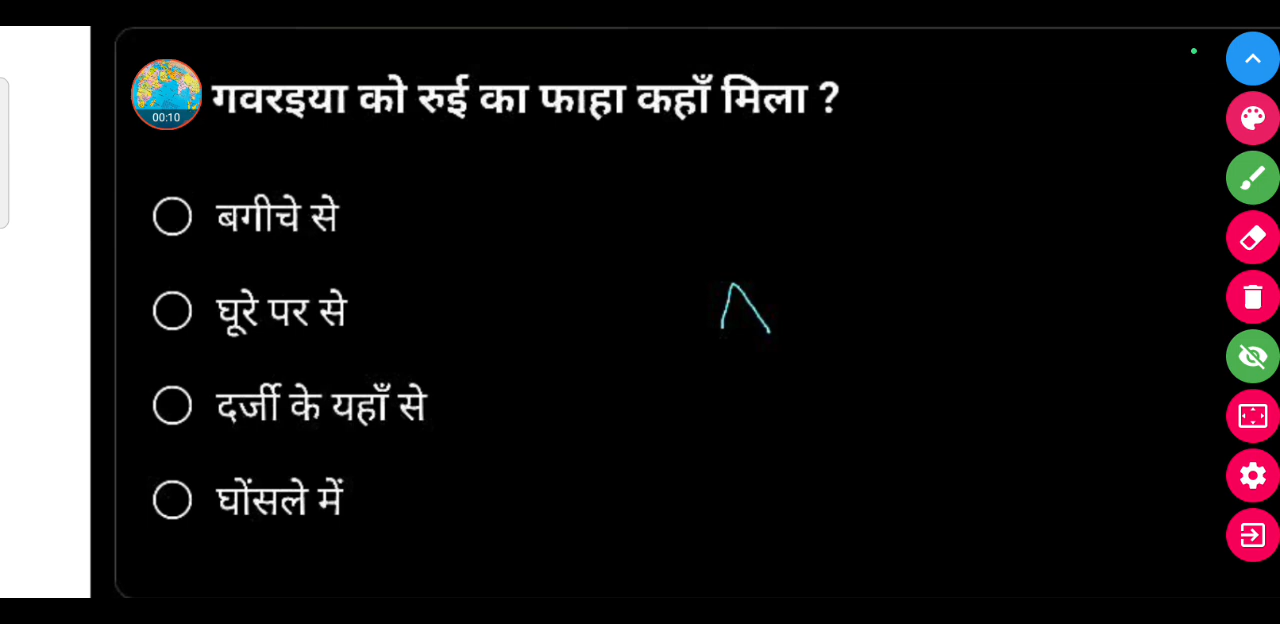 गवरइया को रुई का फाहा कहाँ मिला ?
00:10
बगीचे से
घूरे पर से
दर्जी के यहाँ से
घोंसले में